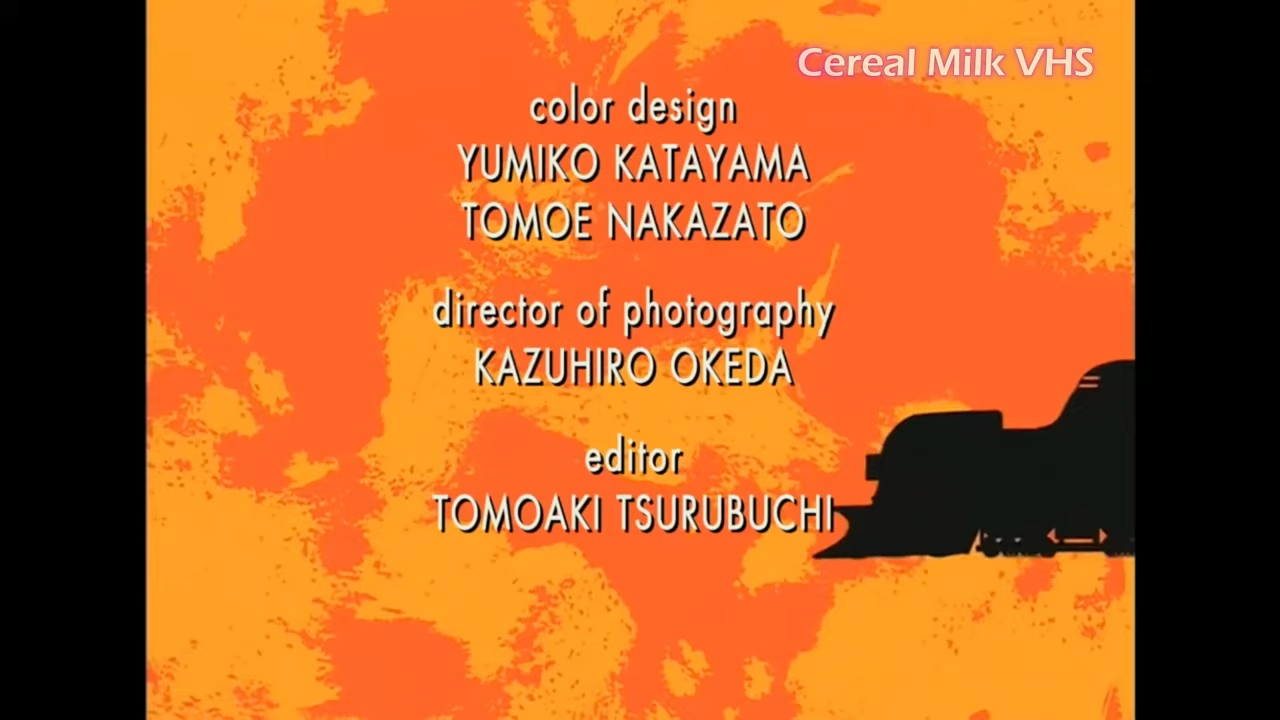 Cereal Milk VHS
color design
YUMIKO KATAYAMA
TOMOE NAKAZATO
director of photography
KAZUHIRO OKEDA
editor
TOMOAKI TSURUBUCHI